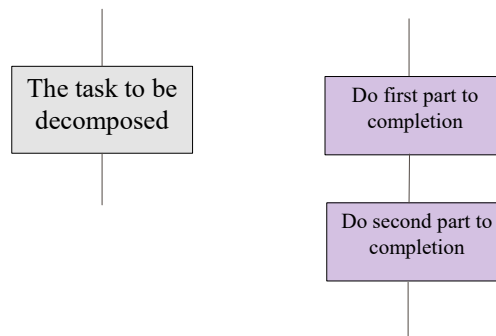 The task to be
decomposed
Do first part to
completion
Do second part to
completion